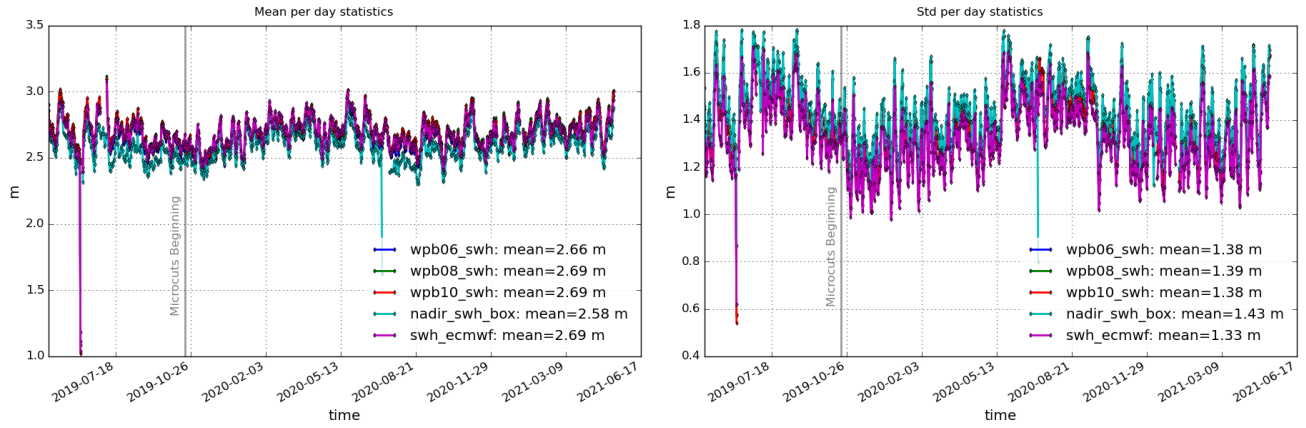 Mean per day statistics
3.5
3.0
2.5
2.0
1.5
1.0
m
Microcuts Beginning
wpb06_swh: mean=2.66 m
wpb08_swh: mean=2.69 m
wpb10_swh: mean=2.69 m
nadir_swh_box: mean=2.58 m
swh_ecmwf: mean=2.69 m
2019-07-18
2019-10-26
2020-02-03
2020-05-13
2020-08-21
2020-11-29
2021-03-09
2021-06-17
time
Std per day statistics
1.8
1.6
1.4
1.2
1.0
0.8
0.6
0.4
m
Microcuts Beginning
wpb06_swh: mean=1.38 m
wpb08_swh: mean=1.39 m
wpb10_swh: mean=1.38 m
nadir_swh_box: mean=1.43 m
swh_ecmwf: mean=1.33 m
2019-07-18
2019-10-26
2020-02-03
2020-05-13
2020-08-21
2020-11-29
2021-03-09
2021-06-17
time